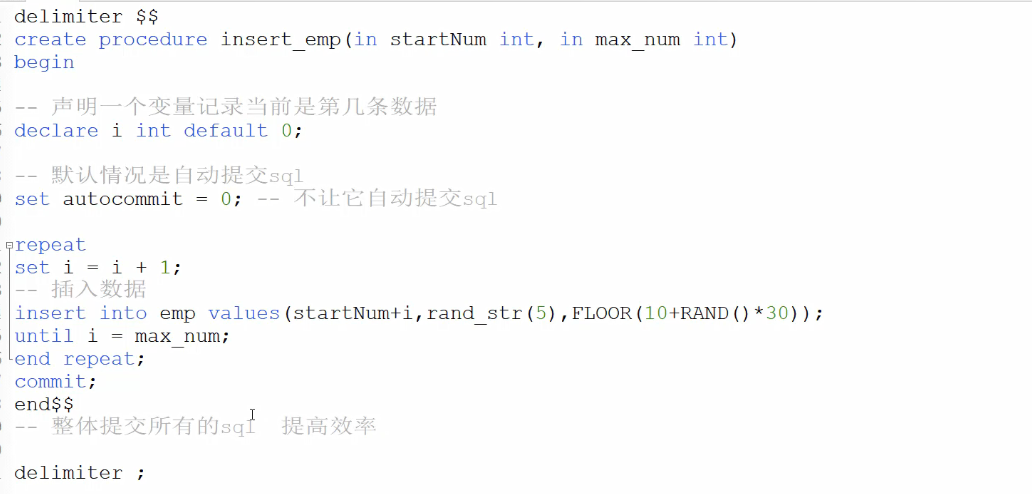 delimiter $$
create procedure insert_emp(in startNum int, in max_num int)
begin
-- 声明一个变量记录当前是第几条数据
declare i int default 0;
-- 默认情况是自动提交sql
set autocommit = 0; -- 不让它自动提交sql
repeat
set i = i + 1;
-- 插入数据
insert into emp values(startNum+i,rand_str(5),FLOOR(10+RAND()*30));
until i = max_num;
end repeat;
commit;
end$$
-- 整体提交所有的sql 提高效率
delimiter ;